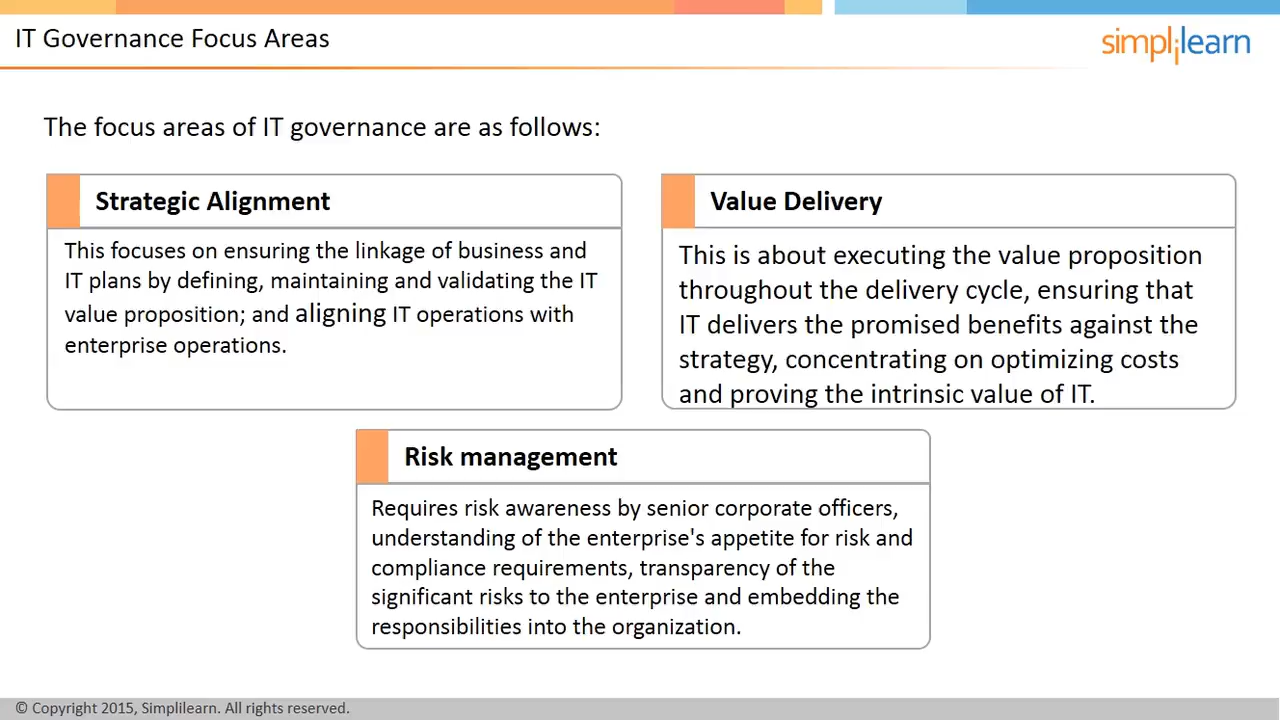 IT Governance Focus Areas
simplilearn
The focus areas of IT governance are as follows:
Strategic Alignment
This focuses on ensuring the linkage of business and
IT plans by defining, maintaining and validating the IT
value proposition; and aligning IT operations with
enterprise operations.
Value Delivery
This is about executing the value proposition
throughout the delivery cycle, ensuring that
IT delivers the promised benefits against the
strategy, concentrating on optimizing costs
and proving the intrinsic value of IT.
Risk management
Requires risk awareness by senior corporate officers,
understanding of the enterprise's appetite for risk and
compliance requirements, transparency of the
significant risks to the enterprise and embedding the
responsibilities into the organization.
© Copyright 2015, Simplilearn. All rights reserved.